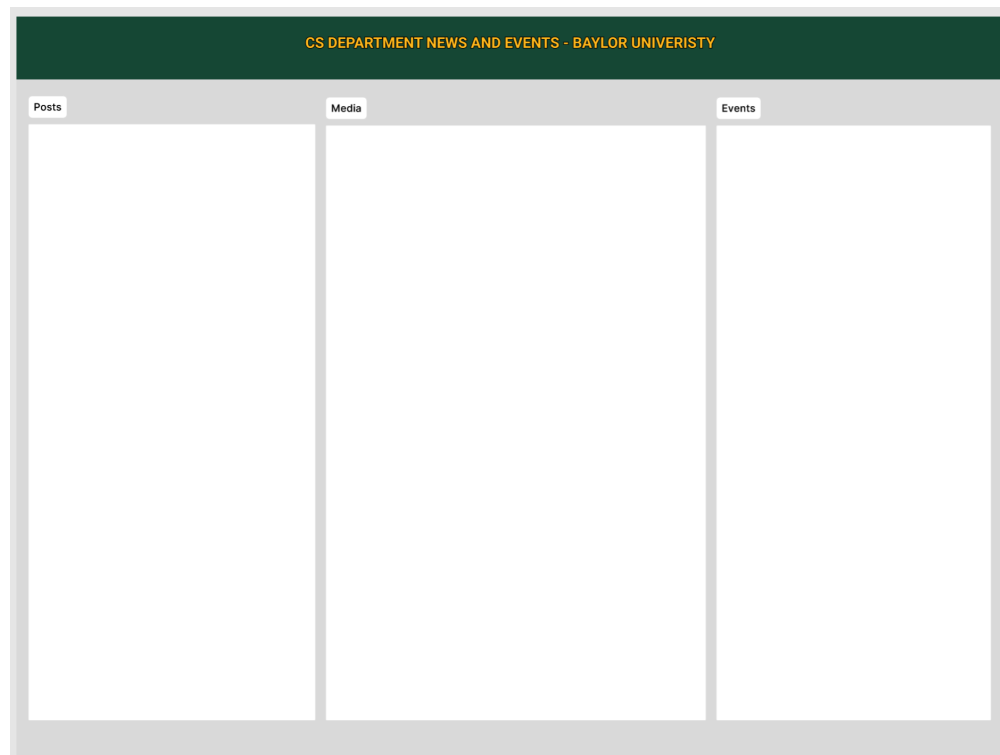 CS DEPARTMENT NEWS AND EVENTS - BAYLOR UNIVERISTY
Posts
Media
Events